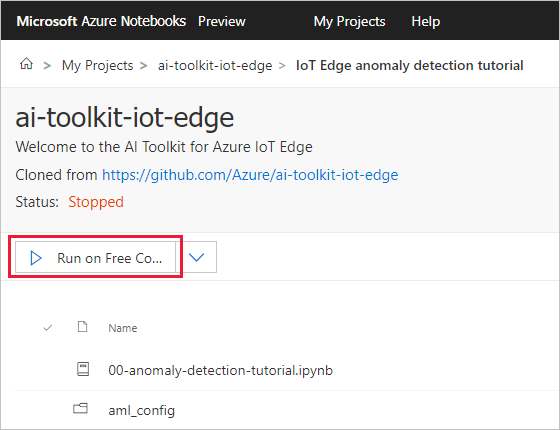 Microsoft Azure Notebooks Preview My Projects Help
My Projects > ai-toolkit-iot-edge > IoT Edge anomaly detection tutorial
ai-toolkit-iot-edge
Welcome to the AI Toolkit for Azure IoT Edge
Cloned from https://github.com/Azure/ai-toolkit-iot-edge
Status: Stopped
Run on Free Co...
Name
00-anomaly-detection-tutorial.ipynb
aml_config